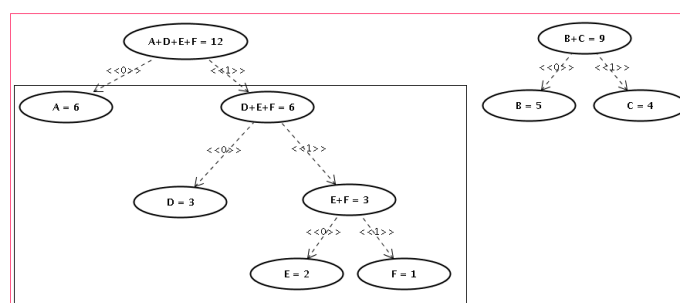 A+D+E+F = 12
B+C = 9
<<0>>
<<1>>
<<0>>
<<1>>
A = 6
D+E+F = 6
B = 5
C = 4
<<0>>
<<1>>
D = 3
E+F = 3
<<0>>
<<1>>
E = 2
F = 1